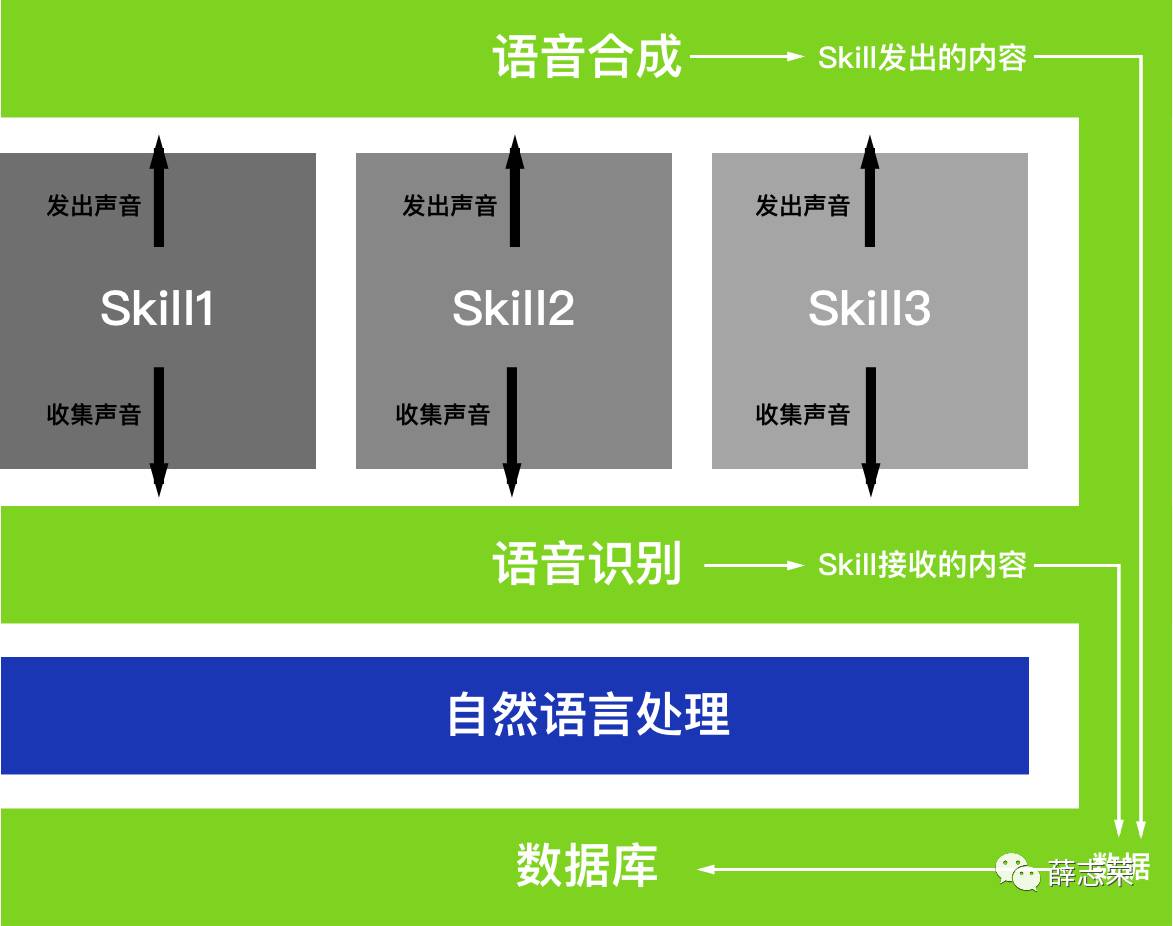 语音合成
Skill发出的内容
发出声音
发出声音
发出声音
Skill1
Skill2
Skill3
收集声音
收集声音
收集声音
语音识别
Skill接收的内容
自然语言处理
数据库
数据
薛志荣